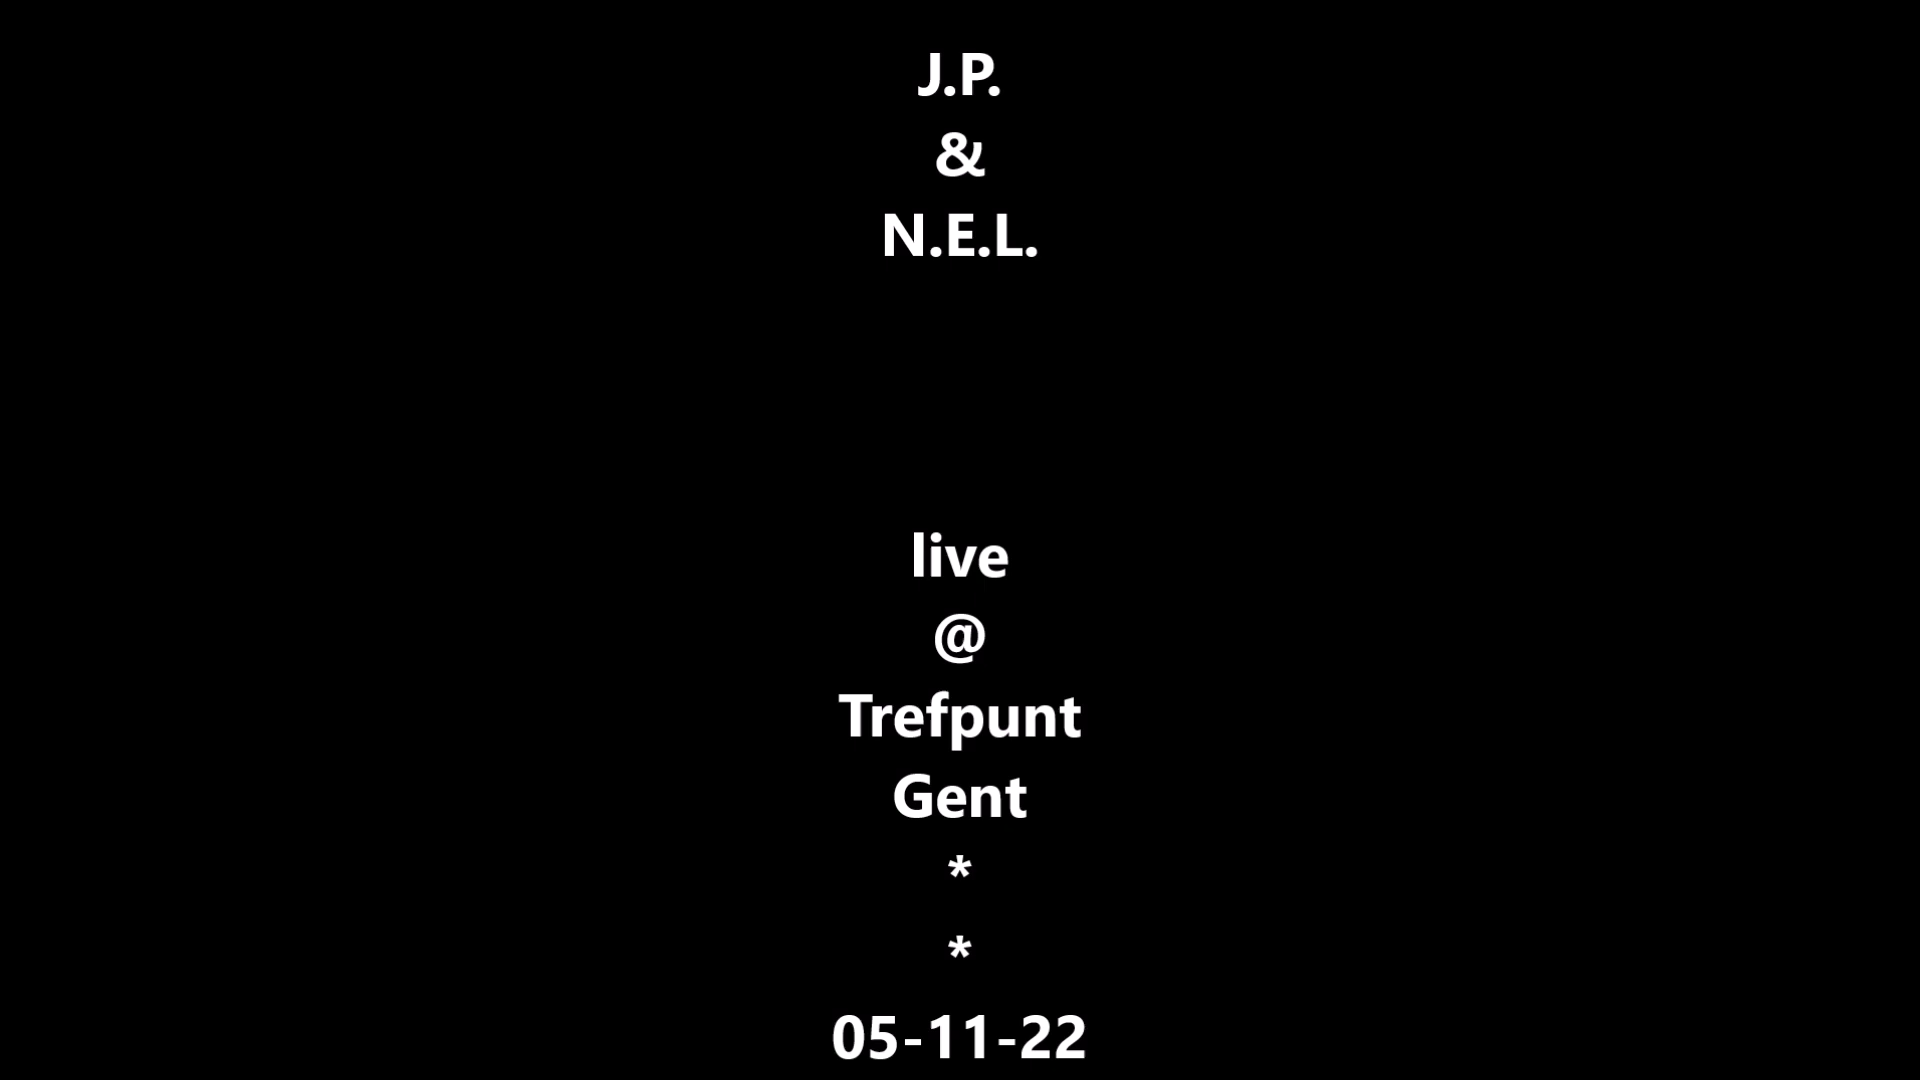 J.P.
&
N.E.L.
live
@
Trefpunt
Gent
*
*
05-11-22